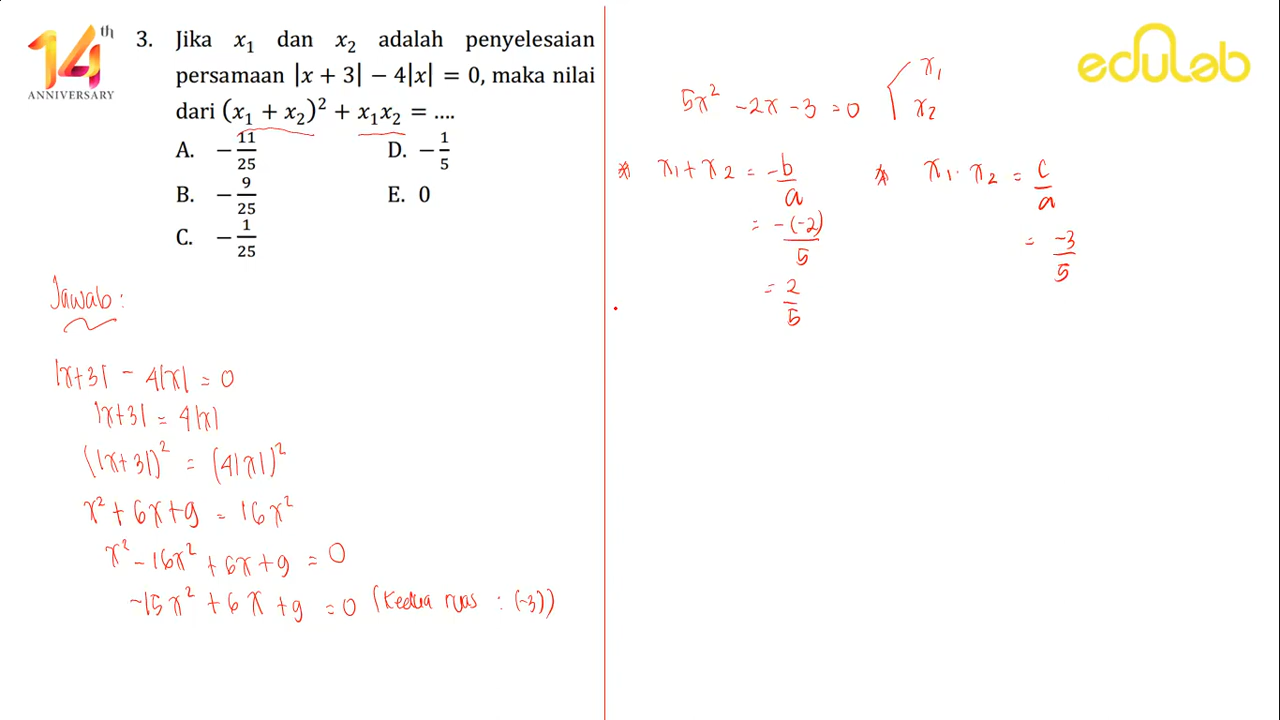 14th
ANNIVERSARY
edulab
3. Jika x₁ dan x₂ adalah penyelesaian
persamaan |x + 3| − 4|x| = 0, maka nilai
dari (x₁ + x₂)² + x₁x₂ = ....
A. −11/25
D. −1/5
B. −9/25
E. 0
C. −1/25
Jawab :
|x+3| − 4|x| = 0
|x+3| = 4|x|
(|x+3|)² = (4|x|)²
x² + 6x + 9 = 16x²
x² − 16x² + 6x + 9 = 0
−15x² + 6x + 9 = 0 (kedua ruas : (−3))
5x² − 2x − 3 = 0
x₁
x₂
* x₁ + x₂ = −b/a
= −(−2)/5
= 2/5
* x₁ . x₂ = c/a
= −3/5